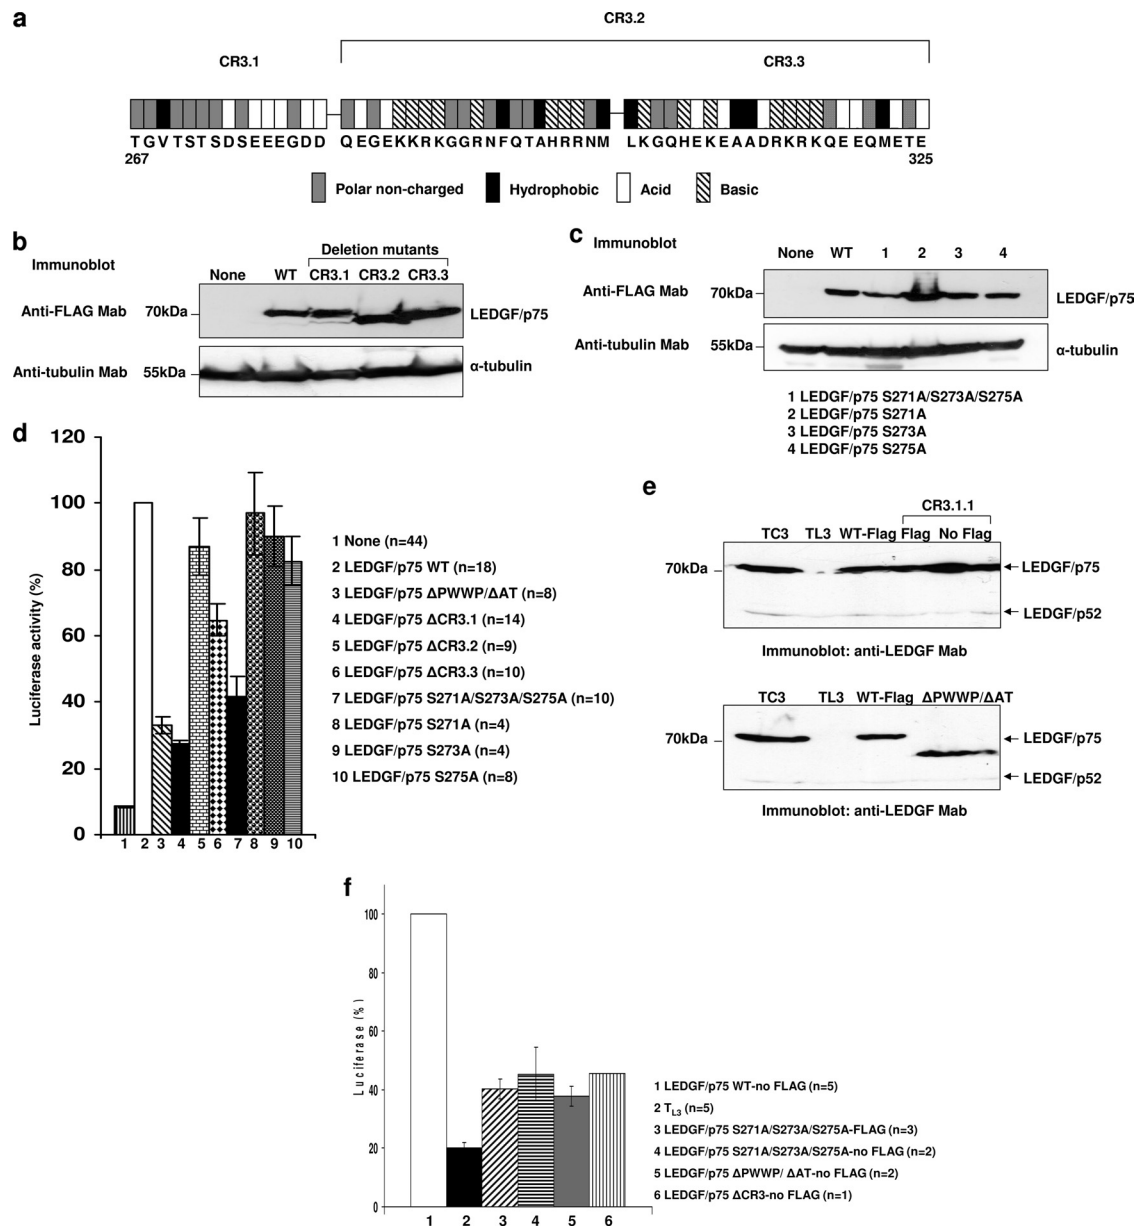 a
CR3.2
CR3.1
CR3.3
TGVTSTSDSEEEGDD QEGEKKRKGGRNFQTAHRRNM LKGQHEKEAADRKRKQEEQMETE
267 325
Polar non-charged Hydrophobic Acid Basic
b
Immunoblot
Deletion mutants
None WT CR3.1 CR3.2 CR3.3
Anti-FLAG Mab 70kDa LEDGF/p75
Anti-tubulin Mab 55kDa α-tubulin
c
Immunoblot
None WT 1 2 3 4
Anti-FLAG Mab 70kDa LEDGF/p75
Anti-tubulin Mab 55kDa α-tubulin
1 LEDGF/p75 S271A/S273A/S275A
2 LEDGF/p75 S271A
3 LEDGF/p75 S273A
4 LEDGF/p75 S275A
d
Luciferase activity (%)
120
100
80
60
40
20
0
1 2 3 4 5 6 7 8 9 10
1 None (n=44)
2 LEDGF/p75 WT (n=18)
3 LEDGF/p75 ΔPWWP/ΔAT (n=8)
4 LEDGF/p75 ΔCR3.1 (n=14)
5 LEDGF/p75 ΔCR3.2 (n=9)
6 LEDGF/p75 ΔCR3.3 (n=10)
7 LEDGF/p75 S271A/S273A/S275A (n=10)
8 LEDGF/p75 S271A (n=4)
9 LEDGF/p75 S273A (n=4)
10 LEDGF/p75 S275A (n=8)
e
CR3.1.1
TC3 TL3 WT-Flag Flag No Flag
70kDa LEDGF/p75
LEDGF/p52
Immunoblot: anti-LEDGF Mab
TC3 TL3 WT-Flag ΔPWWP/ΔAT
70kDa LEDGF/p75
LEDGF/p52
Immunoblot: anti-LEDGF Mab
f
Luciferase (%)
100
80
60
40
20
0
1 2 3 4 5 6
1 LEDGF/p75 WT-no FLAG (n=5)
2 TL3 (n=5)
3 LEDGF/p75 S271A/S273A/S275A-FLAG (n=3)
4 LEDGF/p75 S271A/S273A/S275A-no FLAG (n=2)
5 LEDGF/p75 ΔPWWP/ ΔAT-no FLAG (n=2)
6 LEDGF/p75 ΔCR3-no FLAG (n=1)